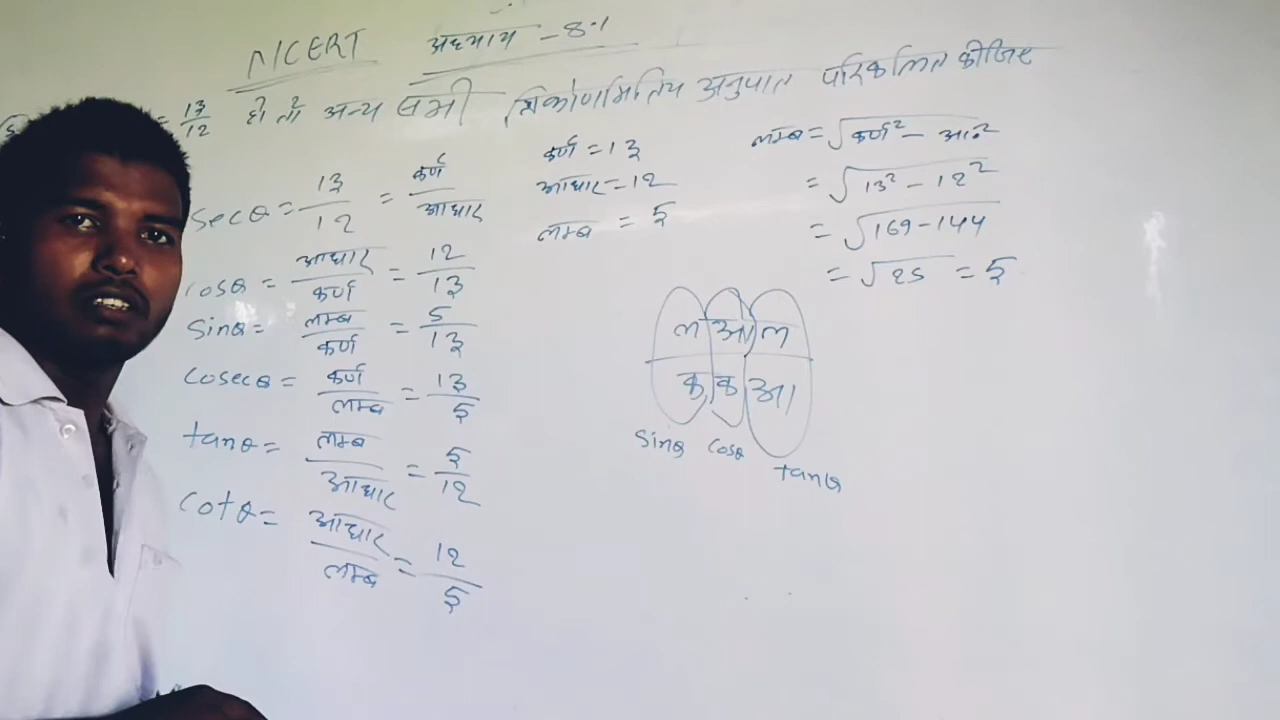 NCERT अध्याय - 8.1
= 13/12 हो तो अन्य सभी त्रिकोणमितिय अनुपात परिकलित कीजिए
secθ = 13/12 = कर्ण/आधार
cosθ = आधार/कर्ण = 12/13
sinθ = लम्ब/कर्ण = 5/13
cosecθ = कर्ण/लम्ब = 13/5
tanθ = लम्ब/आधार = 5/12
cotθ = आधार/लम्ब = 12/5
कर्ण = 13
आधार = 12
लम्ब = 5
लम्ब = √कर्ण² - आ.²
= √13² - 12²
= √169 - 144
= √25 = 5
ल आ ल
क क आ
sinθ cosθ tanθ